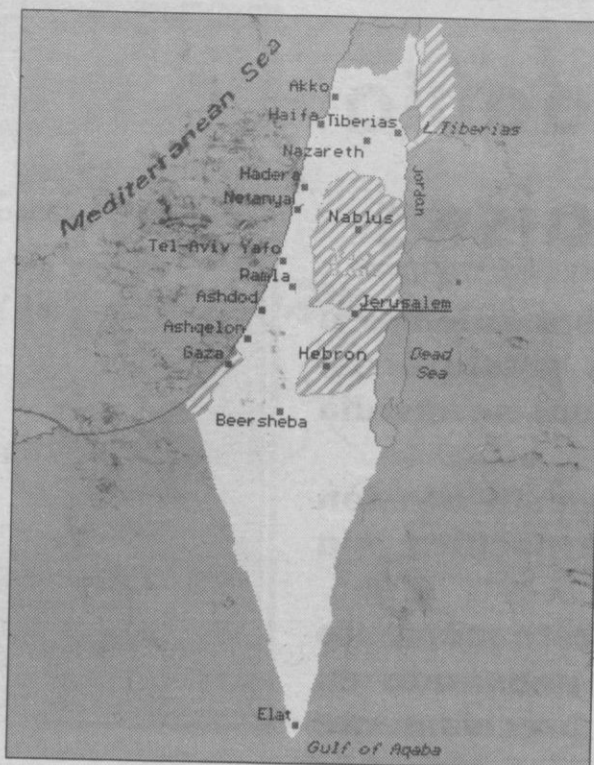 Mediterranean Sea
Akko
Haifa
Tiberias
L.Tiberias
Nazareth
Jordan
Hadera
Netanya
Nablus
Tel-Aviv Yafo
Ramla
Ashdod
Jerusalem
Ashqelon
Gaza
Hebron
Dead
Sea
Beersheba
Elat
Gulf of Aqaba